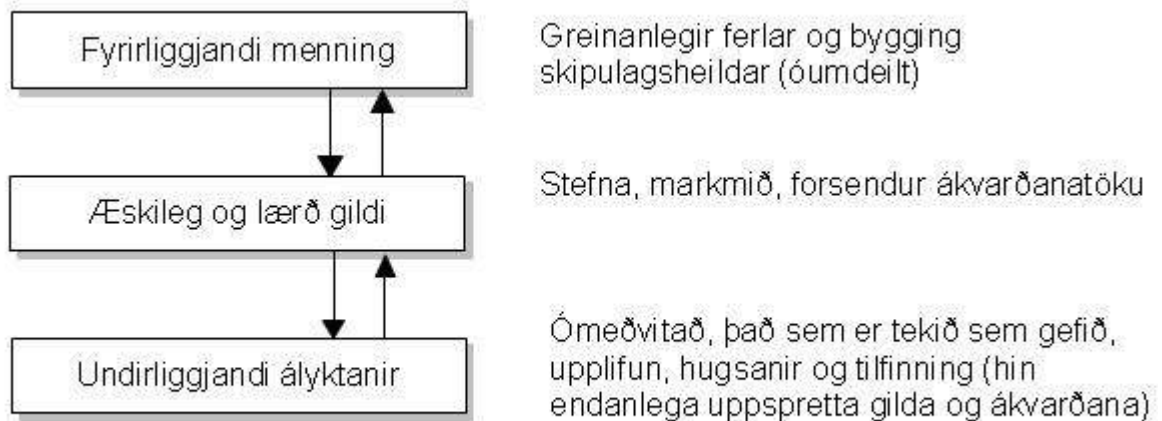 Fyrirliggjandi menning
Greinanlegir ferlar og bygging
skipulagsheildar (óumdeilt)
Æskileg og lærð gildi
Stefna, markmið, forsendur ákvarðanatöku
Undirliggjandi ályktanir
Ómeðvitað, það sem er tekið sem gefið,
upplifun, hugsanir og tilfinning (hin
endanlega uppspretta gilda og ákvarðana)